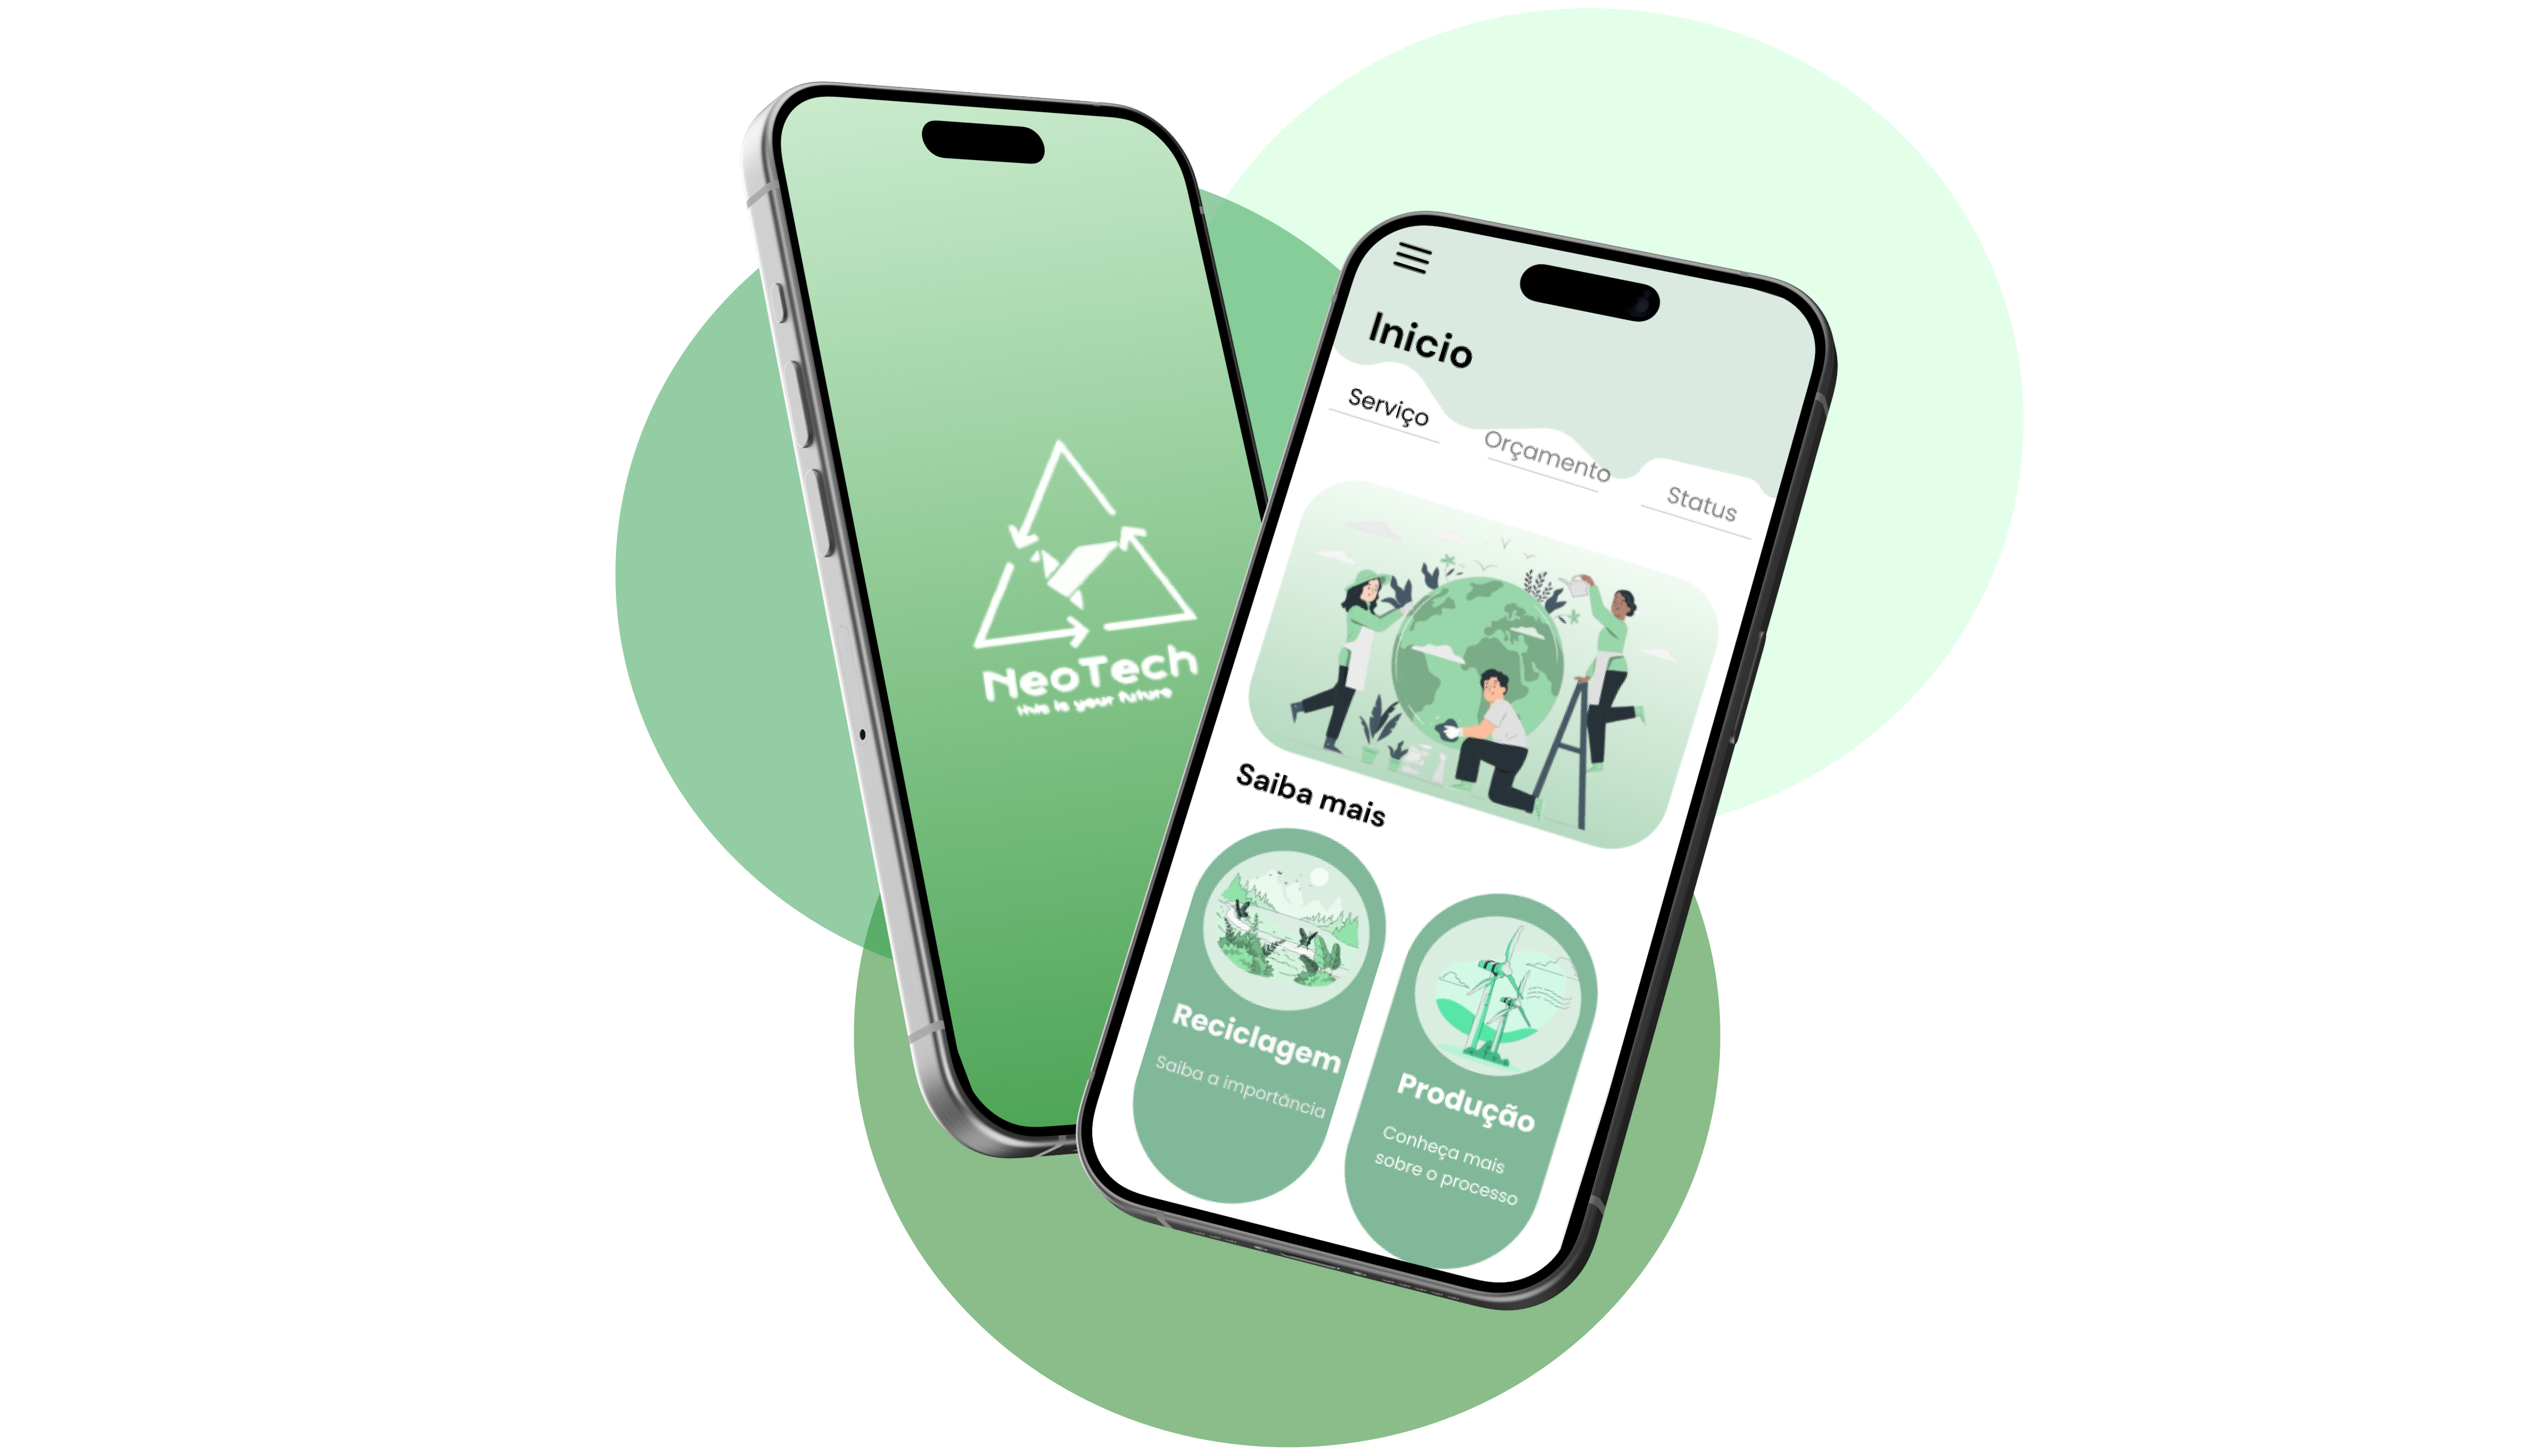 NeoTech
this is your future
Inicio
Serviço
Orçamento
Status
Saiba mais
Reciclagem
Saiba a importância
Produção
Conheça mais
sobre o processo